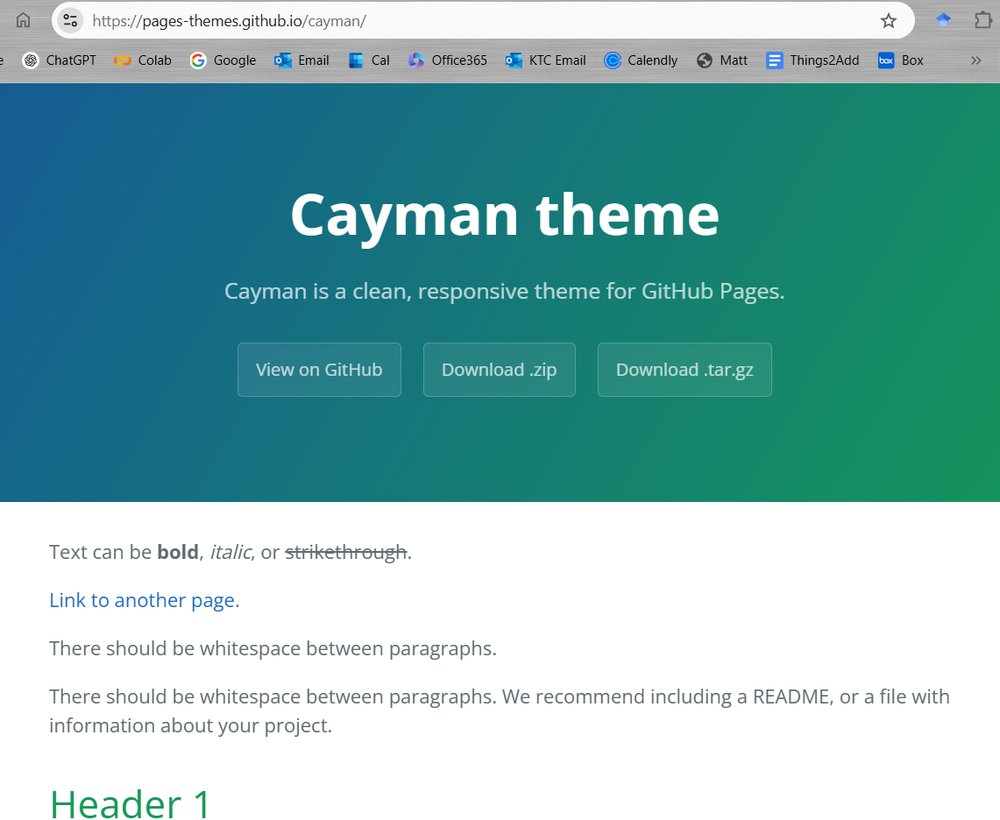 https://pages-themes.github.io/cayman/
e ChatGPT Colab Google Email Cal Office365 KTC Email Calendly Matt Things2Add box Box »
Cayman theme
Cayman is a clean, responsive theme for GitHub Pages.
View on GitHub Download .zip Download .tar.gz
Text can be bold, italic, or strikethrough.
Link to another page.
There should be whitespace between paragraphs.
There should be whitespace between paragraphs. We recommend including a README, or a file with
information about your project.
Header 1